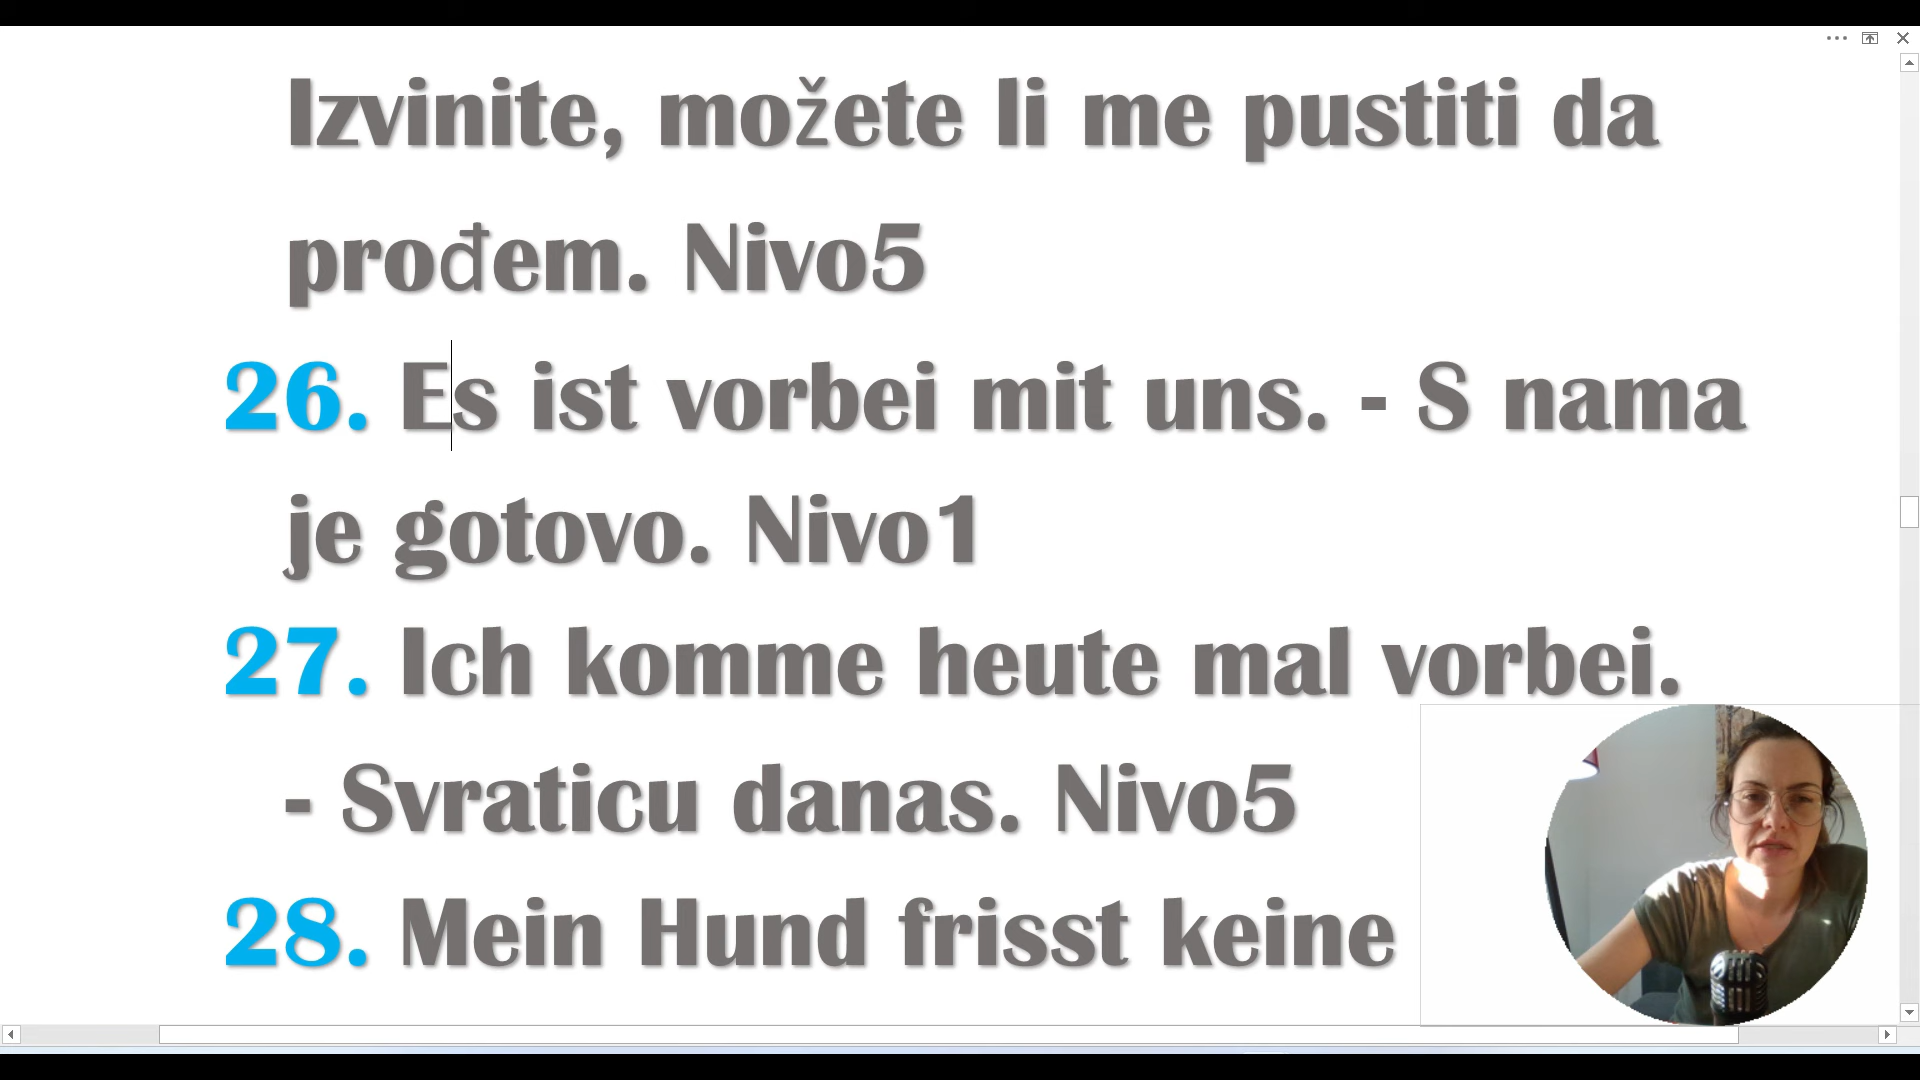 Izvinite, možete li me pustiti da
prođem. Nivo5
26. Es ist vorbei mit uns. - S nama
je gotovo. Nivo1
27. Ich komme heute mal vorbei.
- Svraticu danas. Nivo5
28. Mein Hund frisst keine